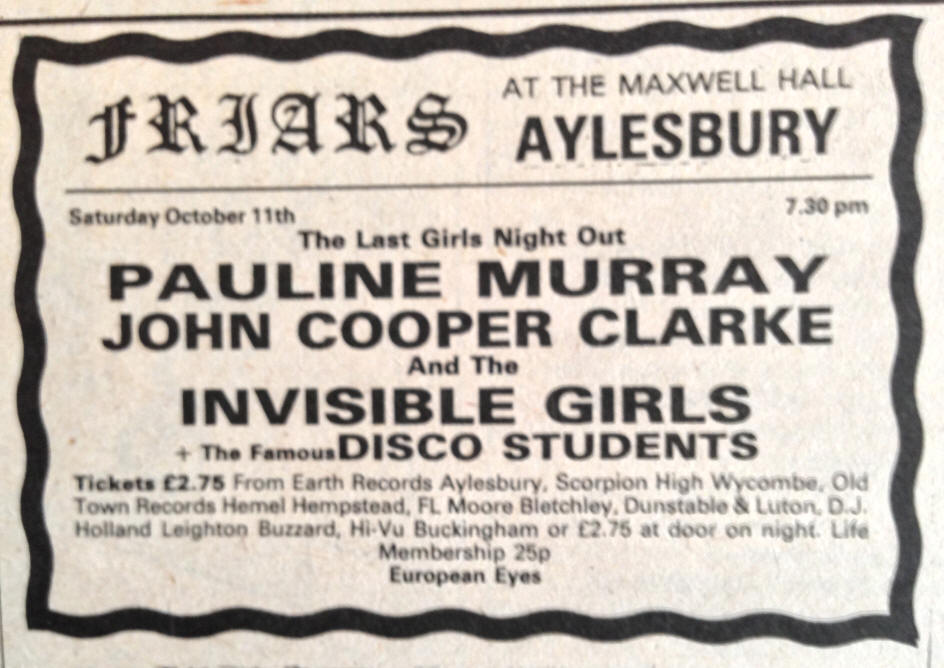 FRIARS
AT THE MAXWELL HALL
AYLESBURY
Saturday October 11th
7.30 pm
The Last Girls Night Out
PAULINE MURRAY
JOHN COOPER CLARKE
And The
INVISIBLE GIRLS
+ The Famous DISCO STUDENTS
Tickets £2.75 From Earth Records Aylesbury, Scorpion High Wycombe, Old
Town Records Hemel Hempstead, FL Moore Bletchley, Dunstable & Luton, D.J.
Holland Leighton Buzzard, Hi-Vu Buckingham or £2.75 at door on night. Life
Membership 25p
European Eyes